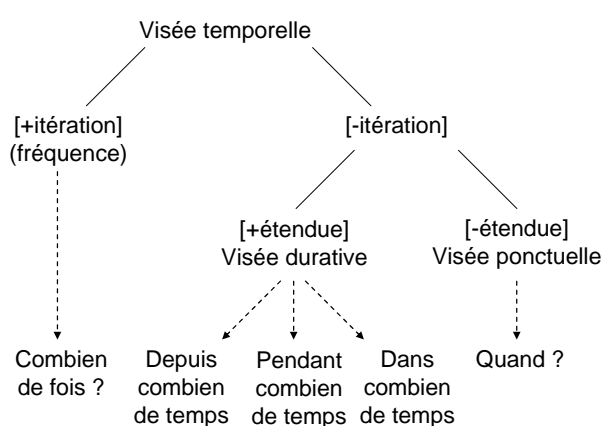 Visée temporelle
[+itération]
(fréquence)
[-itération]
[+étendue]
Visée durative
[-étendue]
Visée ponctuelle
Combien
de fois ?
Depuis
combien
de temps
Pendant
combien
de temps
Dans
combien
de temps
Quand ?